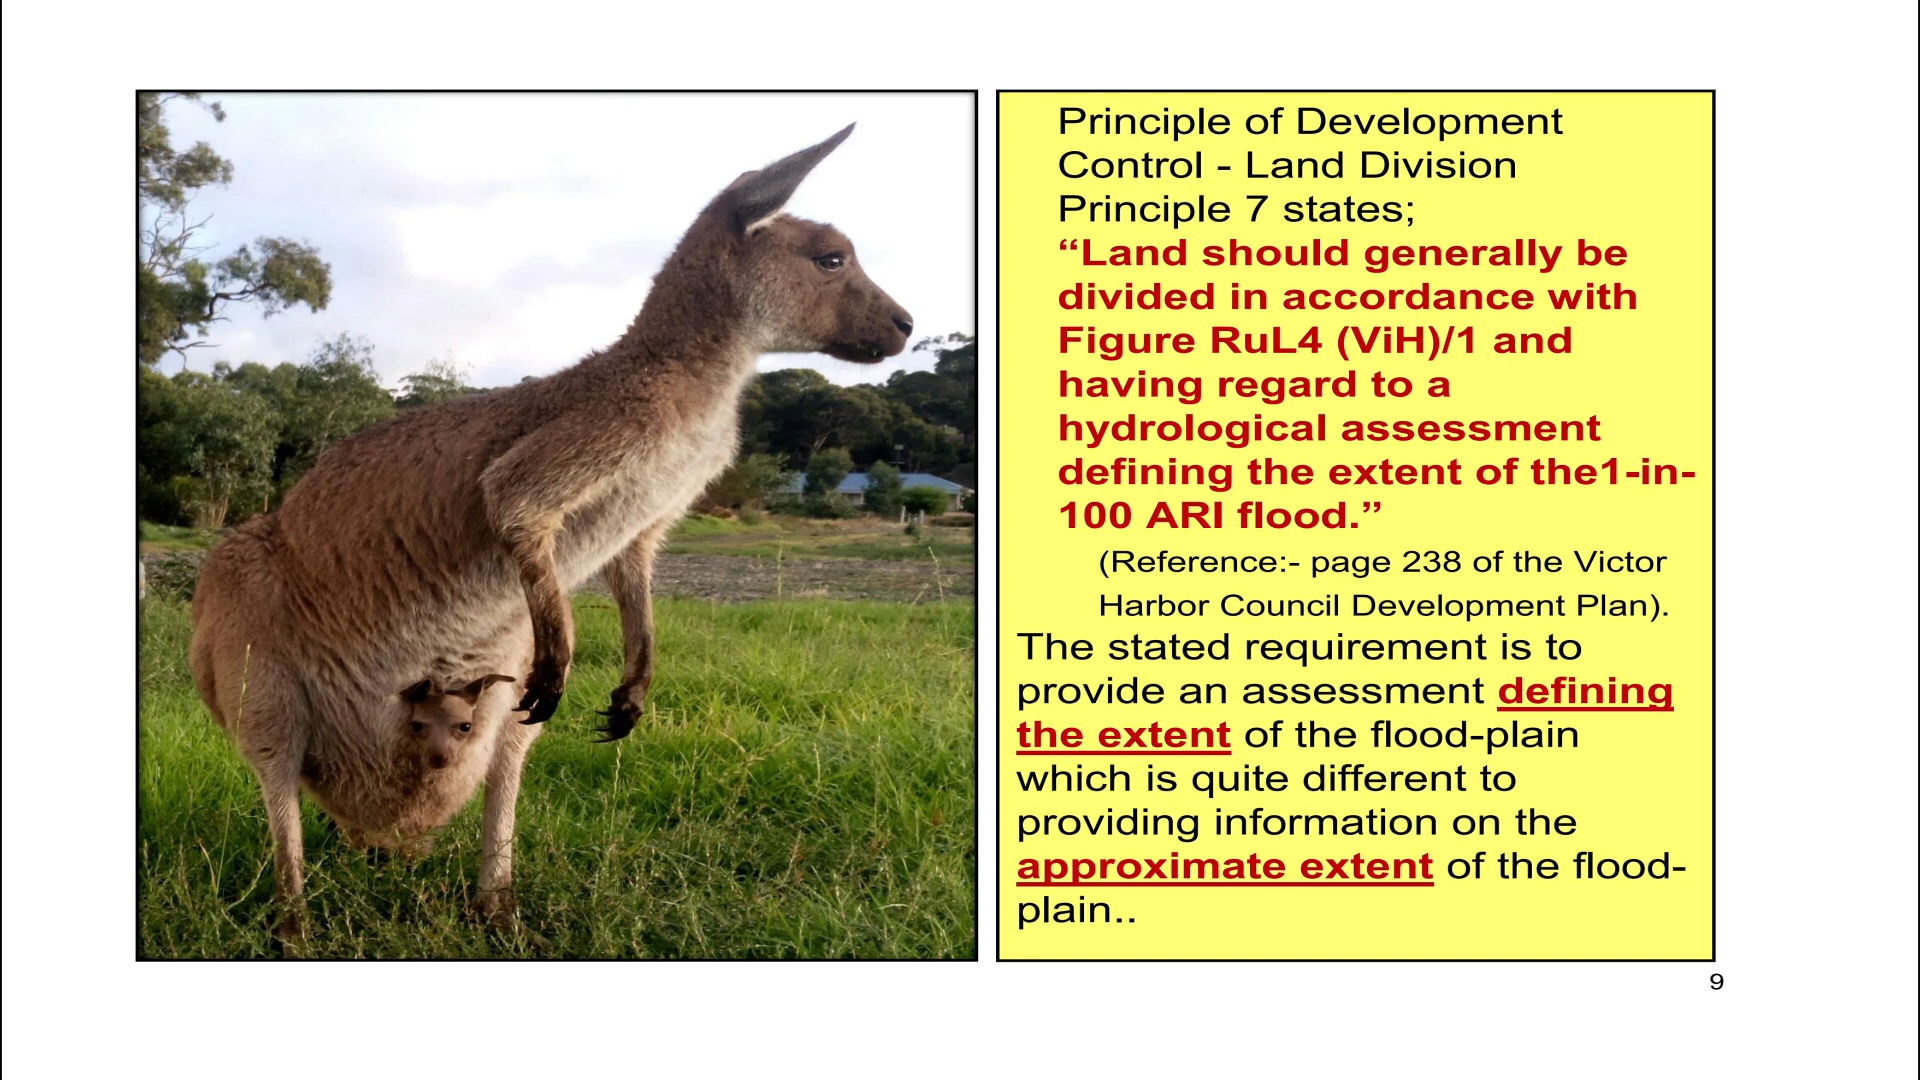 Principle of Development
Control - Land Division
Principle 7 states;
“Land should generally be
divided in accordance with
Figure RuL4 (ViH)/1 and
having regard to a
hydrological assessment
defining the extent of the1-in-
100 ARI flood.”
(Reference:- page 238 of the Victor
Harbor Council Development Plan).
The stated requirement is to
provide an assessment defining
the extent of the flood-plain
which is quite different to
providing information on the
approximate extent of the flood-
plain..
9